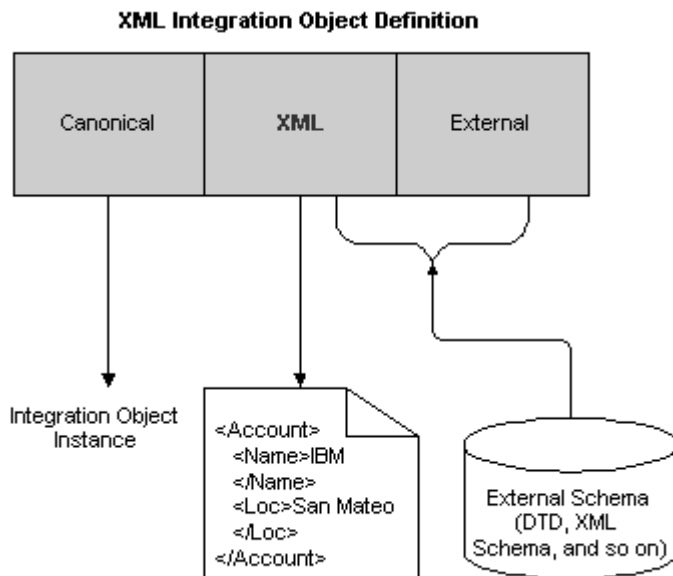 XML Integration Object Definition
Canonical
XML
External
Integration Object
Instance
<Account>
<Name>IBM
</Name>
<Loc>San Mateo
</Loc>
</Account>
External Schema
(DTD, XML
Schema, and so on)